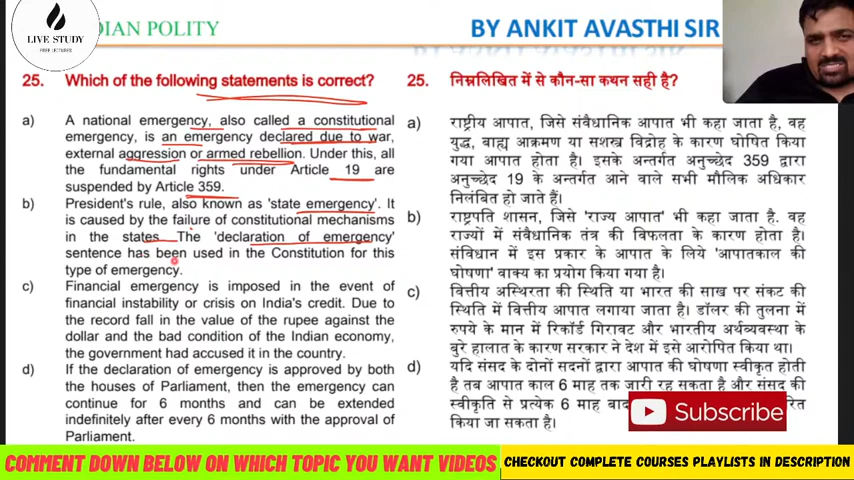 LIVE STUDY
FREE LECTURES
DIAN POLITY
BY ANKIT AVASTHI SIR
25. Which of the following statements is correct?
a) A national emergency, also called a constitutional
emergency, is an emergency declared due to war,
external aggression or armed rebellion. Under this, all
the fundamental rights under Article 19 are
suspended by Article 359.
b) President's rule, also known as 'state emergency'. It
is caused by the failure of constitutional mechanisms
in the states. The 'declaration of emergency'
sentence has been used in the Constitution for this
type of emergency.
c) Financial emergency is imposed in the event of
financial instability or crisis on India's credit. Due to
the record fall in the value of the rupee against the
dollar and the bad condition of the Indian economy,
the government had accused it in the country.
d) If the declaration of emergency is approved by both
the houses of Parliament, then the emergency can
continue for 6 months and can be extended
indefinitely after every 6 months with the approval of
Parliament.
25. निम्नलिखित में से कौन-सा कथन सही है?
a) राष्ट्रीय आपात, जिसे संवैधानिक आपात भी कहा जाता है, वह
युद्ध, बाह्य आक्रमण या सशस्त्र विद्रोह के कारण घोषित किया
गया आपात होता है। इसके अन्तर्गत अनुच्छेद 359 द्वारा
अनुच्छेद 19 के अन्तर्गत आने वाले सभी मौलिक अधिकार
निलंबित हो जाते हैं।
b) राष्ट्रपति शासन, जिसे 'राज्य आपात' भी कहा जाता है. वह
राज्यों में संवैधानिक तंत्र की विफलता के कारण होता है।
संविधान में इस प्रकार के आपात के लिये 'आपातकाल की
घोषणा' वाक्य का प्रयोग किया गया है।
c) वित्तीय अस्थिरता की स्थिति या भारत की साख पर संकट की
स्थिति में वित्तीय आपात लगाया जाता है। डॉलर की तुलना में
रुपये के मान में रिकॉर्ड गिरावट और भारतीय अर्थव्यवस्था के
बुरे हालात के कारण सरकार ने देश में इसे आरोपित किया था।
d) यदि संसद के दोनों सदनों द्वारा आपात की घोषणा स्वीकृत होती
है तब आपात काल 6 माह तक जारी रह सकता है और संसद की
स्वीकृति से प्रत्येक 6 माह बाद
किया जा सकता है।
Subscribe
COMMENT DOWN BELOW ON WHICH TOPIC YOU WANT VIDEOS
CHECKOUT COMPLETE COURSES PLAYLISTS IN DESCRIPTION